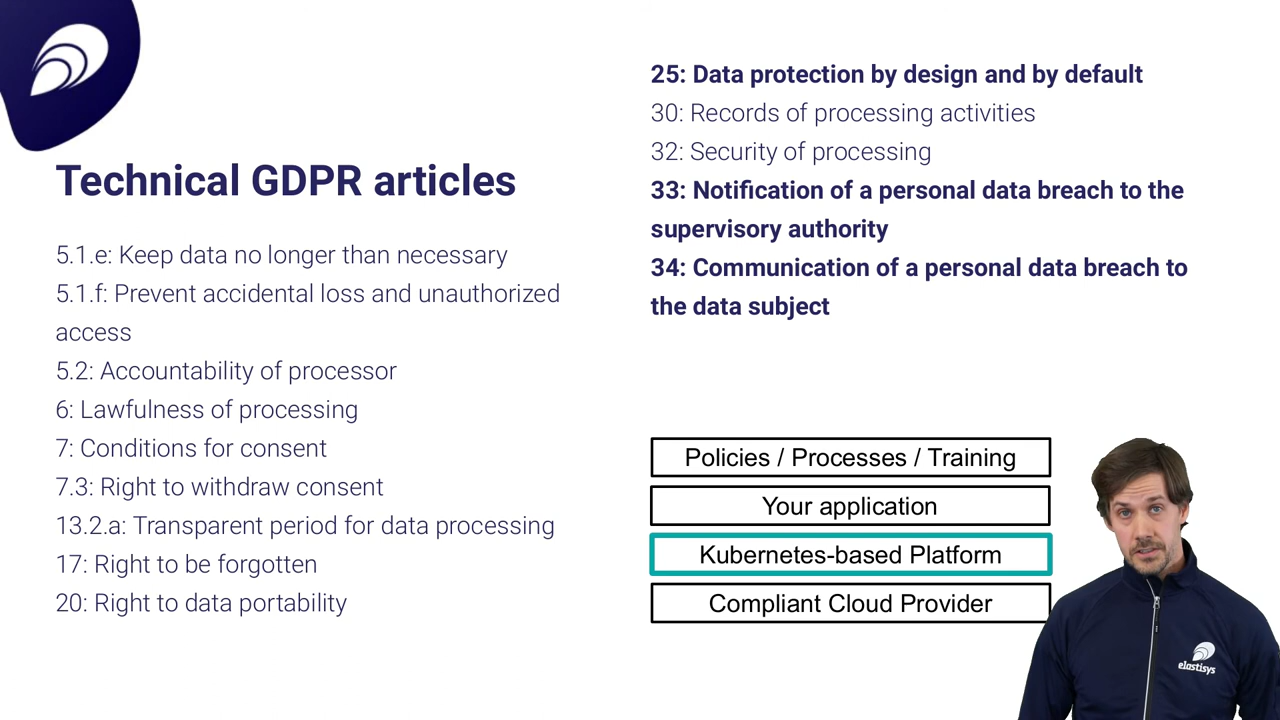 Technical GDPR articles
5.1.e: Keep data no longer than necessary
5.1.f: Prevent accidental loss and unauthorized
access
5.2: Accountability of processor
6: Lawfulness of processing
7: Conditions for consent
7.3: Right to withdraw consent
13.2.a: Transparent period for data processing
17: Right to be forgotten
20: Right to data portability
25: Data protection by design and by default
30: Records of processing activities
32: Security of processing
33: Notification of a personal data breach to the
supervisory authority
34: Communication of a personal data breach to
the data subject
Policies / Processes / Training
Your application
Kubernetes-based Platform
Compliant Cloud Provider
elastisys